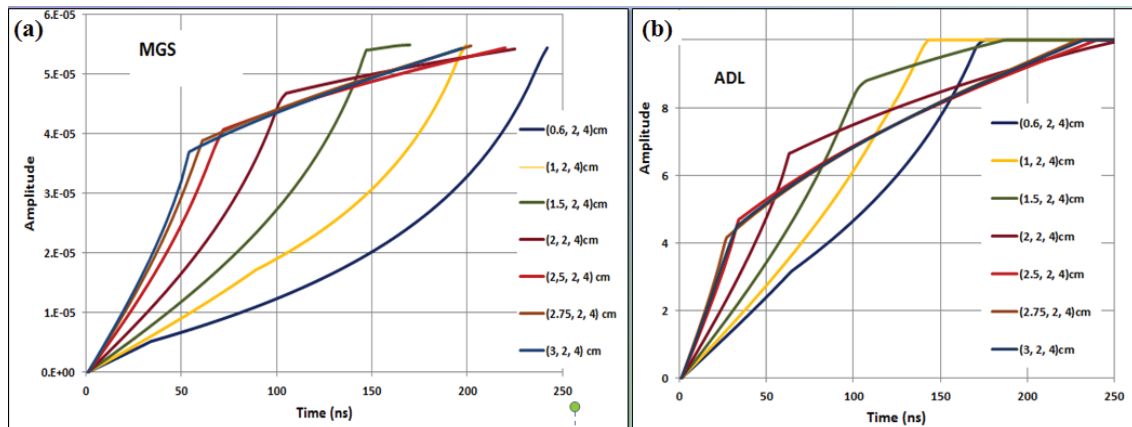 (a)
MGS
6.E-05
5.E-05
4.E-05
3.E-05
2.E-05
1.E-05
0.E+00
Amplitude
0 50 100 150 200 250
Time (ns)
(0.6, 2, 4)cm
(1, 2, 4)cm
(1.5, 2, 4)cm
(2, 2, 4)cm
(2,5, 2, 4) cm
(2.75, 2, 4) cm
(3, 2, 4) cm
(b)
ADL
8
6
4
2
0
Amplitude
0 50 100 150 200 250
Time (ns)
(0.6, 2, 4)cm
(1, 2, 4)cm
(1.5, 2, 4)cm
(2, 2, 4)cm
(2.5, 2, 4)cm
(2.75, 2, 4)cm
(3, 2, 4)cm